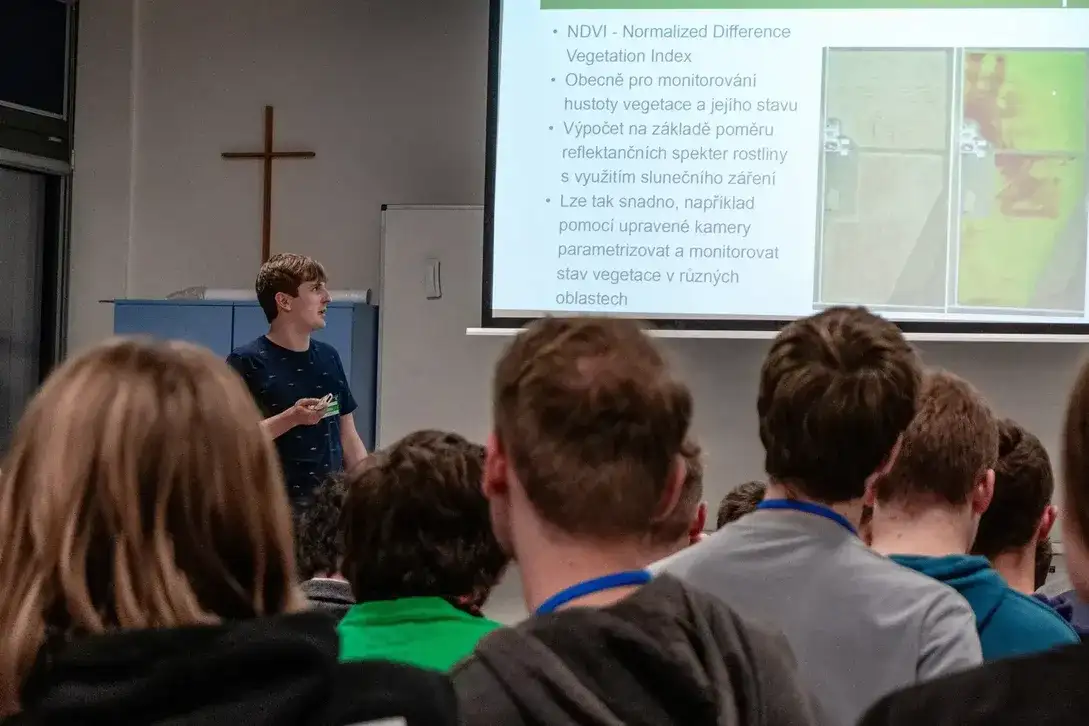 • NDVI - Normalized Difference
Vegetation Index
• Obecně pro monitorování
hustoty vegetace a jejího stavu
• Výpočet na základě poměru
reflektančních spekter rostliny
s využitím slunečního záření
• Lze tak snadno, například
pomocí upravené kamery
parametrizovat a monitorovat
stav vegetace v různých
oblastech